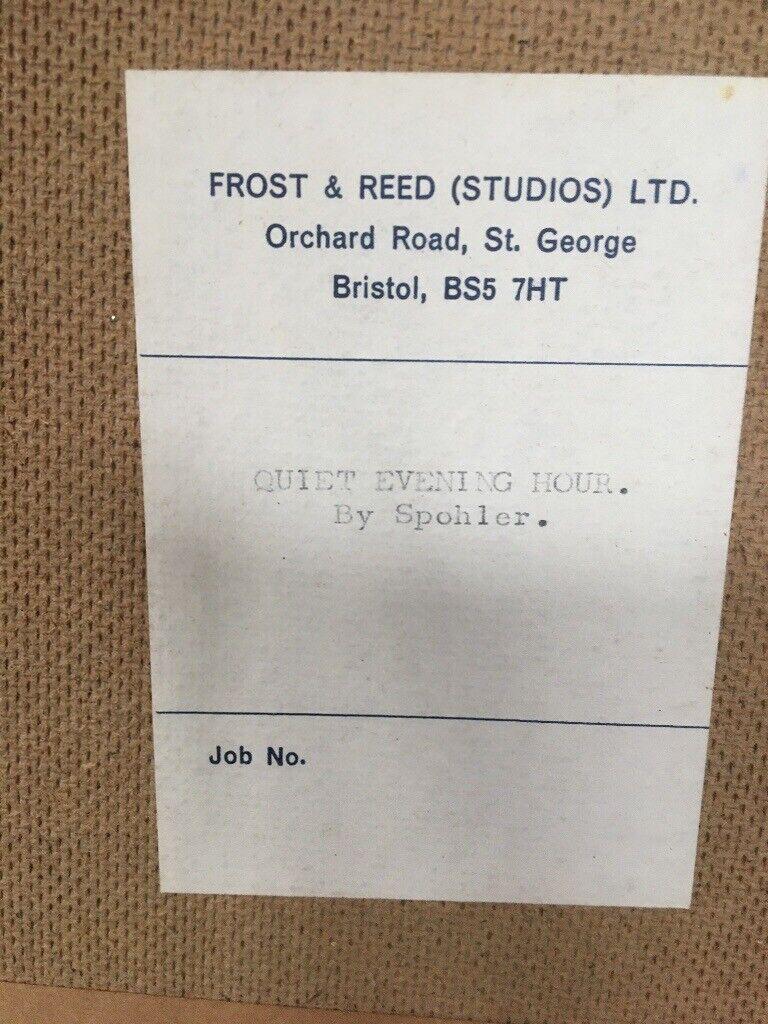 FROST & REED (STUDIOS) LTD.
Orchard Road, St. George
Bristol, BS5 7HT
QUIET EVENING HOUR.
By Spohler.
Job No.